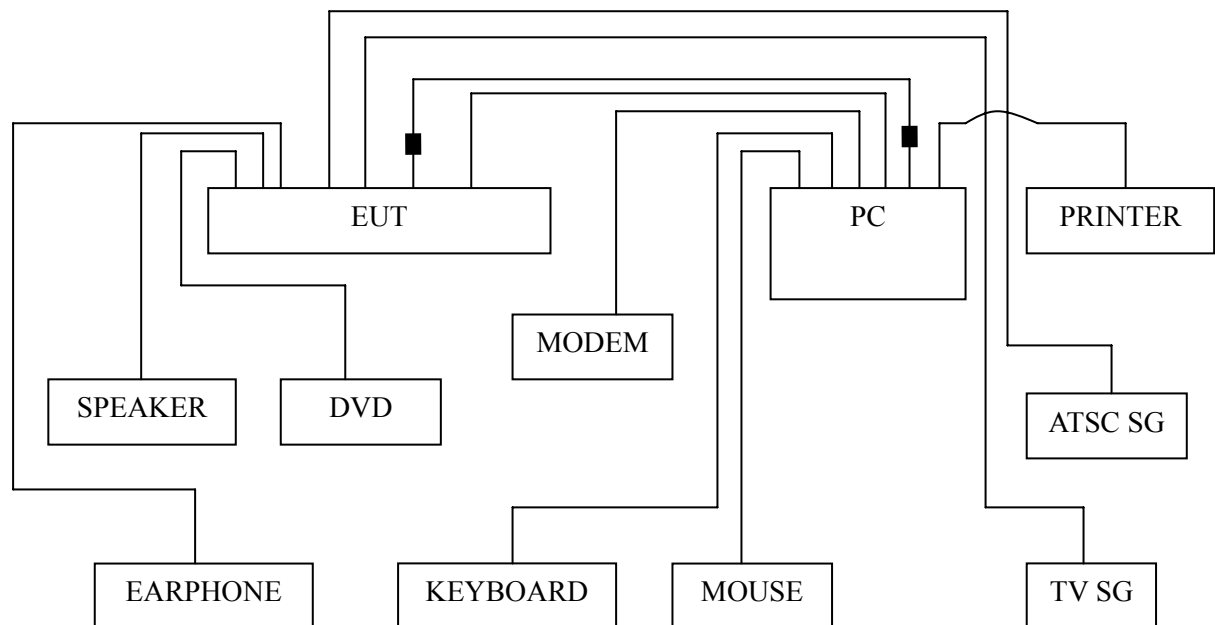 EUT
PC
PRINTER
MODEM
SPEAKER
DVD
ATSC SG
EARPHONE
KEYBOARD
MOUSE
TV SG